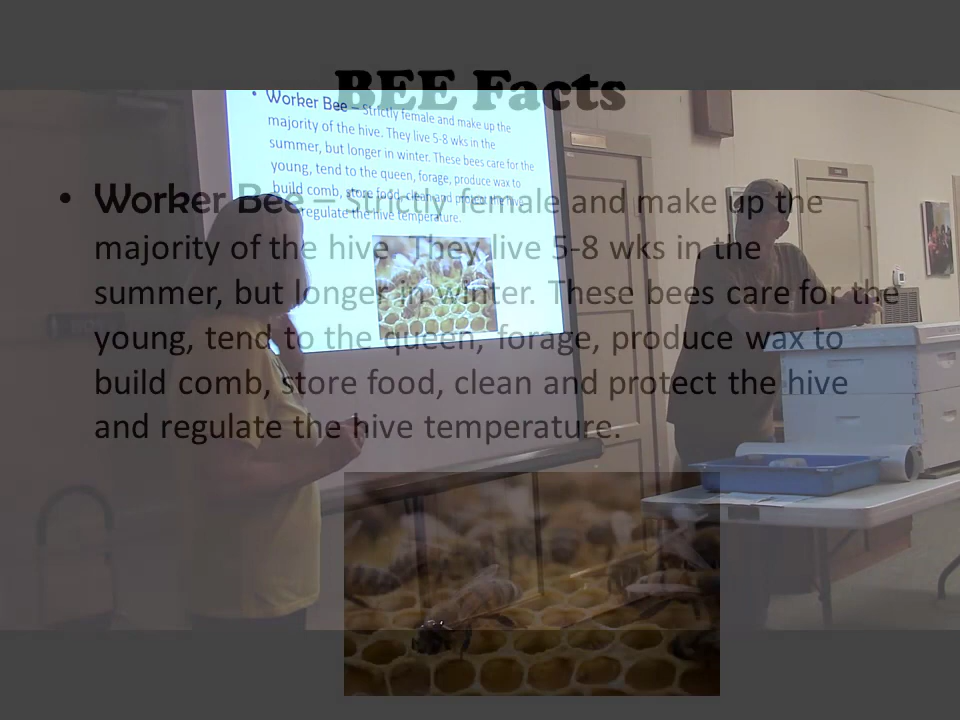 BEE Facts
• Worker Bee – Strictly female and make up the
majority of the hive. They live 5-8 wks in the
summer, but longer in winter. These bees care for the
young, tend to the queen, forage, produce wax to
build comb, store food, clean and protect the hive
and regulate the hive temperature.
• Worker Bee – Strictly female and make up the
majority of the hive. They live 5-8 wks in the
summer, but longer in winter. These bees care for the
young, tend to the queen, forage, produce wax to
build comb, store food, clean and protect the hive
regulate the hive temperature.